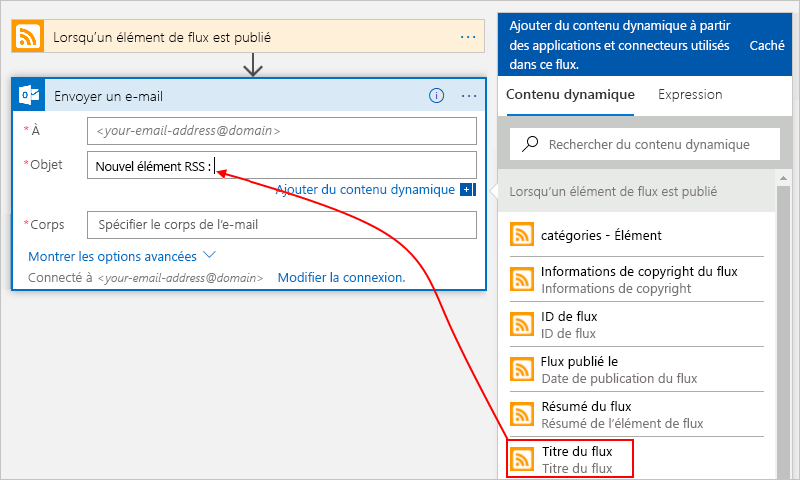 Lorsqu'un élément de flux est publié
Envoyer un e-mail
* À
<your-email-address@domain>
* Objet
Nouvel élément RSS :
Ajouter du contenu dynamique
* Corps
Spécifier le corps de l'e-mail
Montrer les options avancées
Connecté à <your-email-address@domain> Modifier la connexion.
Ajouter du contenu dynamique à partir
des applications et connecteurs utilisés
dans ce flux.
Caché
Contenu dynamique
Expression
Rechercher du contenu dynamique
Lorsqu'un élément de flux est publié
catégories - Élément
Informations de copyright du flux
Informations de copyright
ID de flux
ID de flux
Flux publié le
Date de publication du flux
Résumé du flux
Résumé de l'élément de flux
Titre du flux
Titre du flux